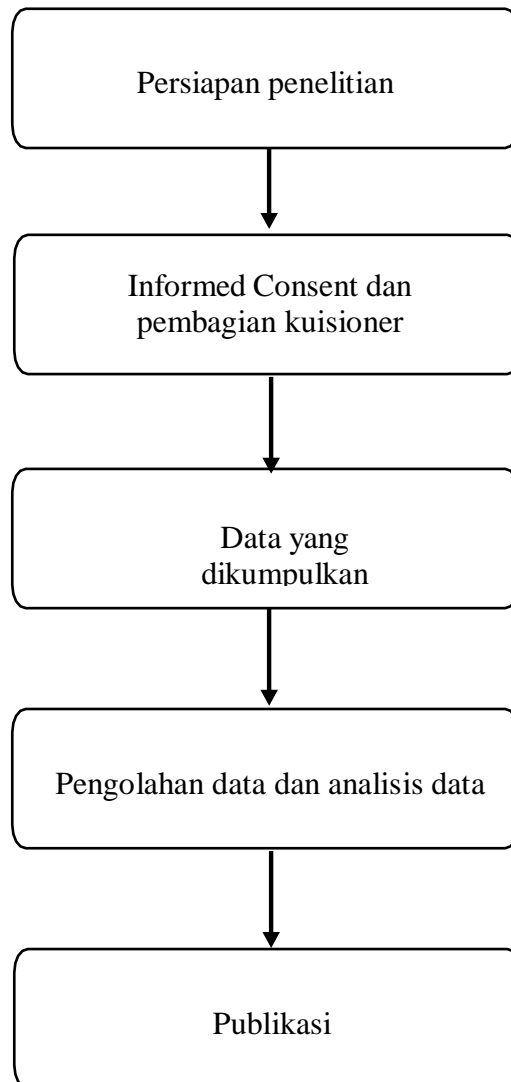 Persiapan penelitian
Informed Consent dan
pembagian kuisioner
Data yang
dikumpulkan
Pengolahan data dan analisis data
Publikasi